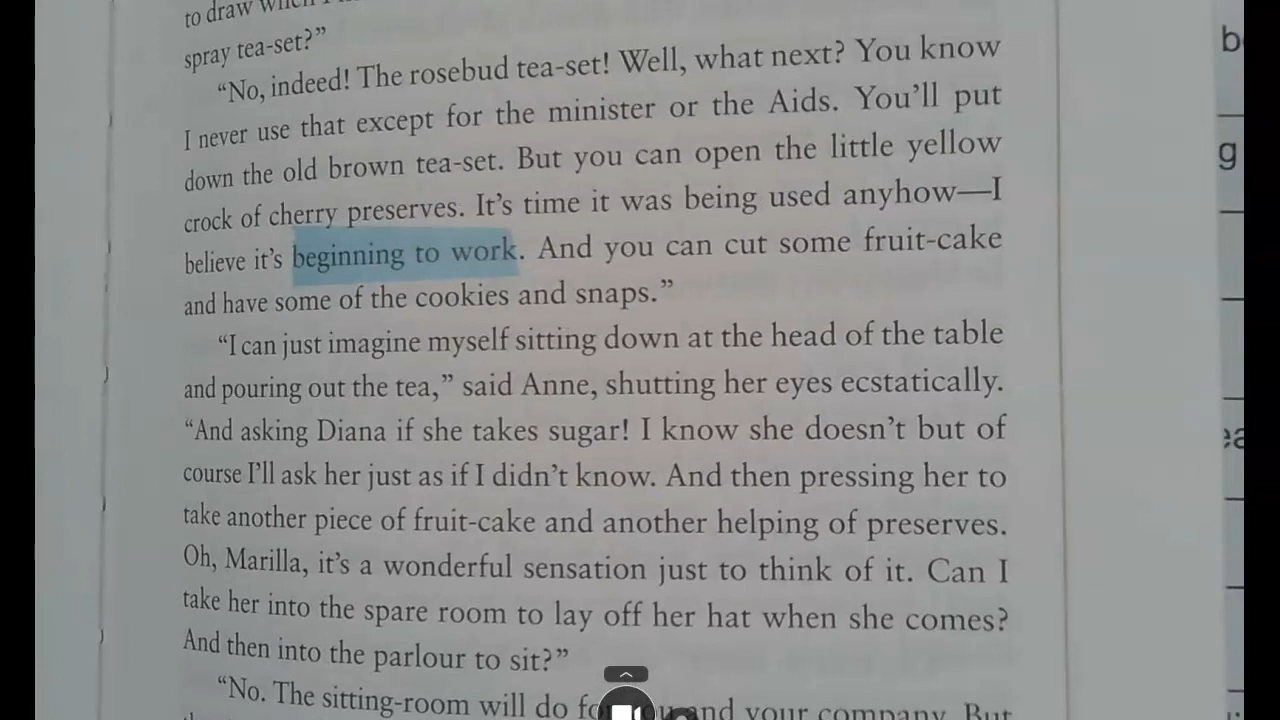 to draw when I
spray tea-set?”
“No, indeed! The rosebud tea-set! Well, what next? You know
I never use that except for the minister or the Aids. You’ll put
down the old brown tea-set. But you can open the little yellow
crock of cherry preserves. It’s time it was being used anyhow—I
believe it’s beginning to work. And you can cut some fruit-cake
and have some of the cookies and snaps.”
“I can just imagine myself sitting down at the head of the table
and pouring out the tea,” said Anne, shutting her eyes ecstatically.
“And asking Diana if she takes sugar! I know she doesn’t but of
course I’ll ask her just as if I didn’t know. And then pressing her to
take another piece of fruit-cake and another helping of preserves.
Oh, Marilla, it’s a wonderful sensation just to think of it. Can I
take her into the spare room to lay off her hat when she comes?
And then into the parlour to sit?”
“No. The sitting-room will do and your company. But